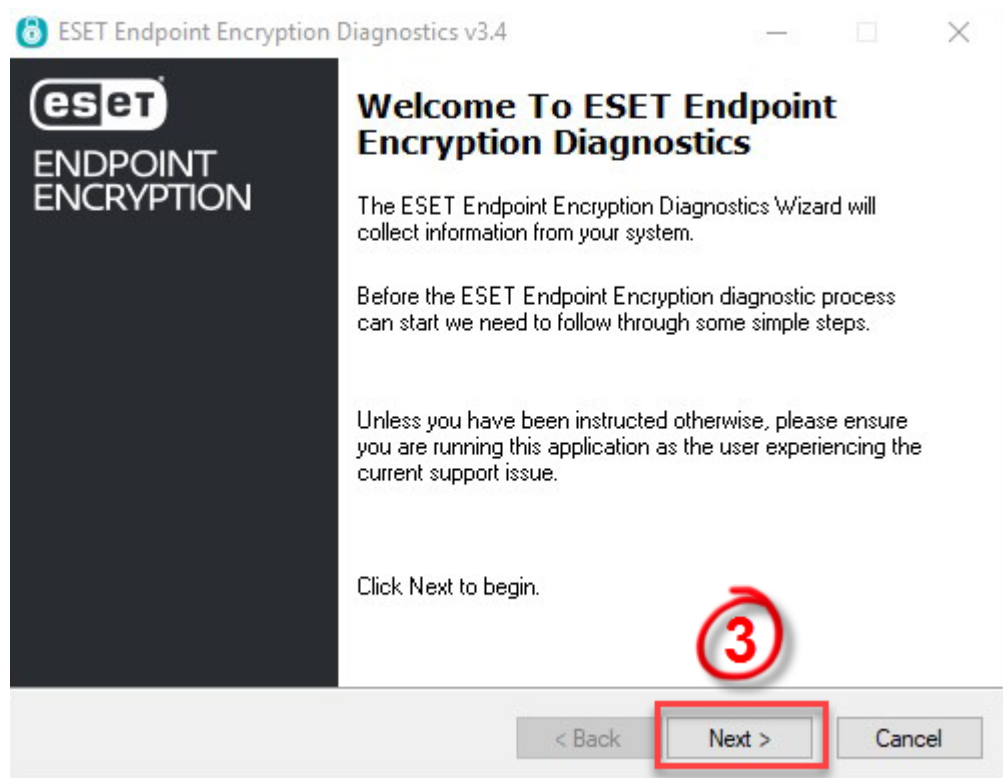 ESET Endpoint Encryption Diagnostics v3.4
eset
ENDPOINT
ENCRYPTION
Welcome To ESET Endpoint
Encryption Diagnostics
The ESET Endpoint Encryption Diagnostics Wizard will
collect information from your system.
Before the ESET Endpoint Encryption diagnostic process
can start we need to follow through some simple steps.
Unless you have been instructed otherwise, please ensure
you are running this application as the user experiencing the
current support issue.
Click Next to begin.
3
< Back Next > Cancel